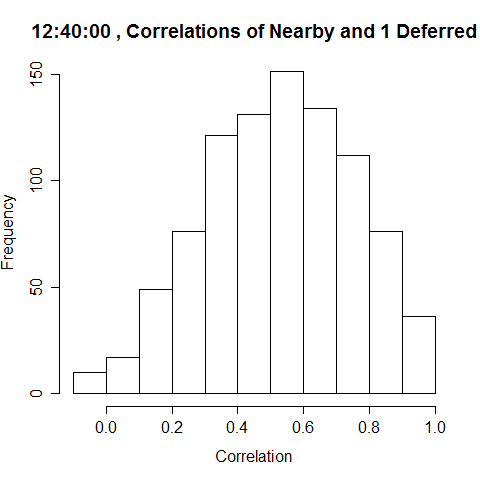 12:40:00 , Correlations of Nearby and 1 Deferred
Frequency
150
100
50
0
0.0 0.2 0.4 0.6 0.8 1.0
Correlation